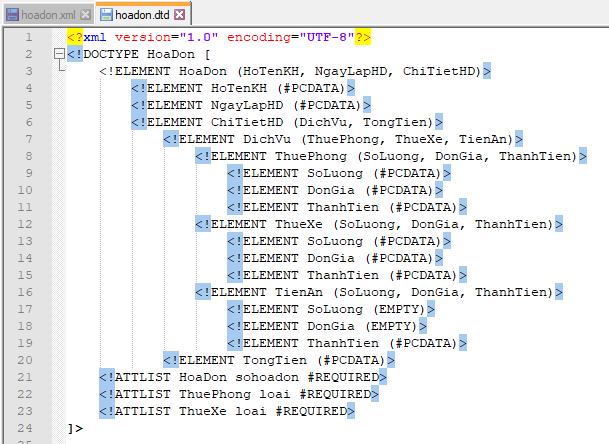 hoadon.xml hoadon.dtd
1 <?xml version="1.0" encoding="UTF-8"?>
2 <!DOCTYPE HoaDon [
3 <!ELEMENT HoaDon (HoTenKH, NgayLapHD, ChiTietHD)>
4 <!ELEMENT HoTenKH (#PCDATA)>
5 <!ELEMENT NgayLapHD (#PCDATA)>
6 <!ELEMENT ChiTietHD (DichVu, TongTien)>
7 <!ELEMENT DichVu (ThuePhong, ThueXe, TienAn)>
8 <!ELEMENT ThuePhong (SoLuong, DonGia, ThanhTien)>
9 <!ELEMENT SoLuong (#PCDATA)>
10 <!ELEMENT DonGia (#PCDATA)>
11 <!ELEMENT ThanhTien (#PCDATA)>
12 <!ELEMENT ThueXe (SoLuong, DonGia, ThanhTien)>
13 <!ELEMENT SoLuong (#PCDATA)>
14 <!ELEMENT DonGia (#PCDATA)>
15 <!ELEMENT ThanhTien (#PCDATA)>
16 <!ELEMENT TienAn (SoLuong, DonGia, ThanhTien)>
17 <!ELEMENT SoLuong (EMPTY)>
18 <!ELEMENT DonGia (EMPTY)>
19 <!ELEMENT ThanhTien (#PCDATA)>
20 <!ELEMENT TongTien (#PCDATA)>
21 <!ATTLIST HoaDon sohoadon #REQUIRED>
22 <!ATTLIST ThuePhong loai #REQUIRED>
23 <!ATTLIST ThueXe loai #REQUIRED>
24 ]>